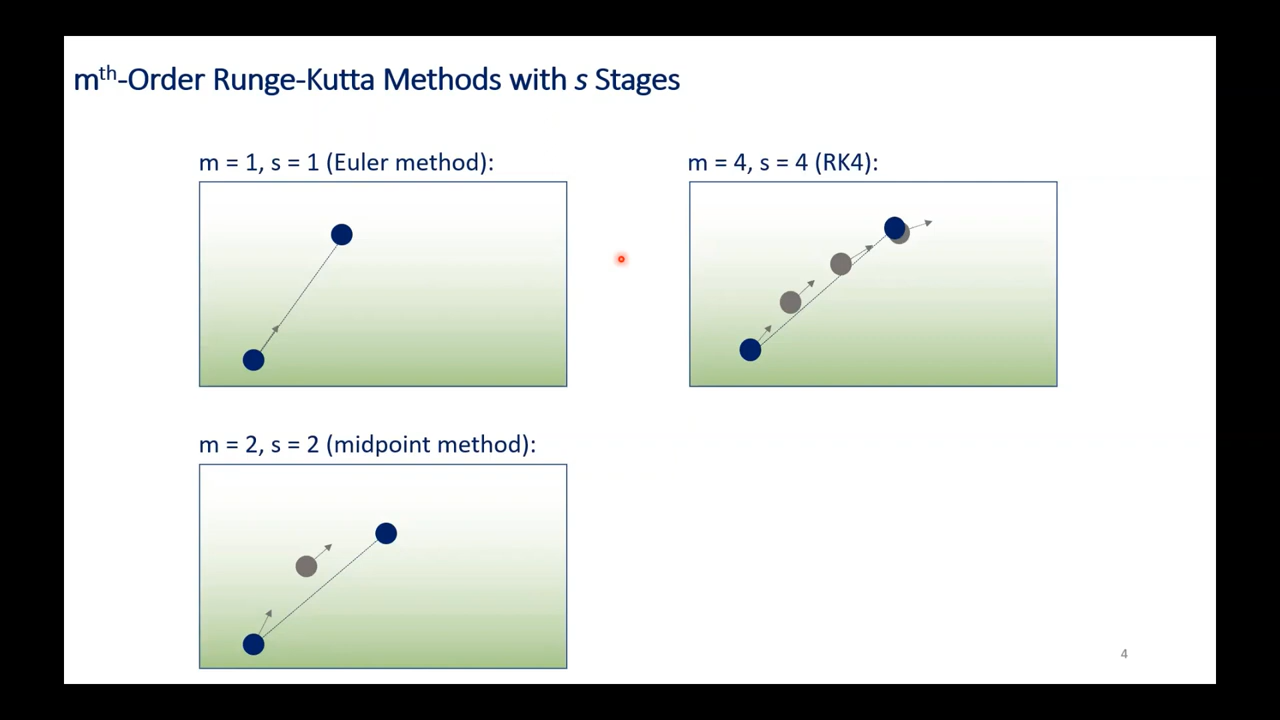 mth-Order Runge-Kutta Methods with s Stages
m = 1, s = 1 (Euler method):
m = 4, s = 4 (RK4):
m = 2, s = 2 (midpoint method):
4